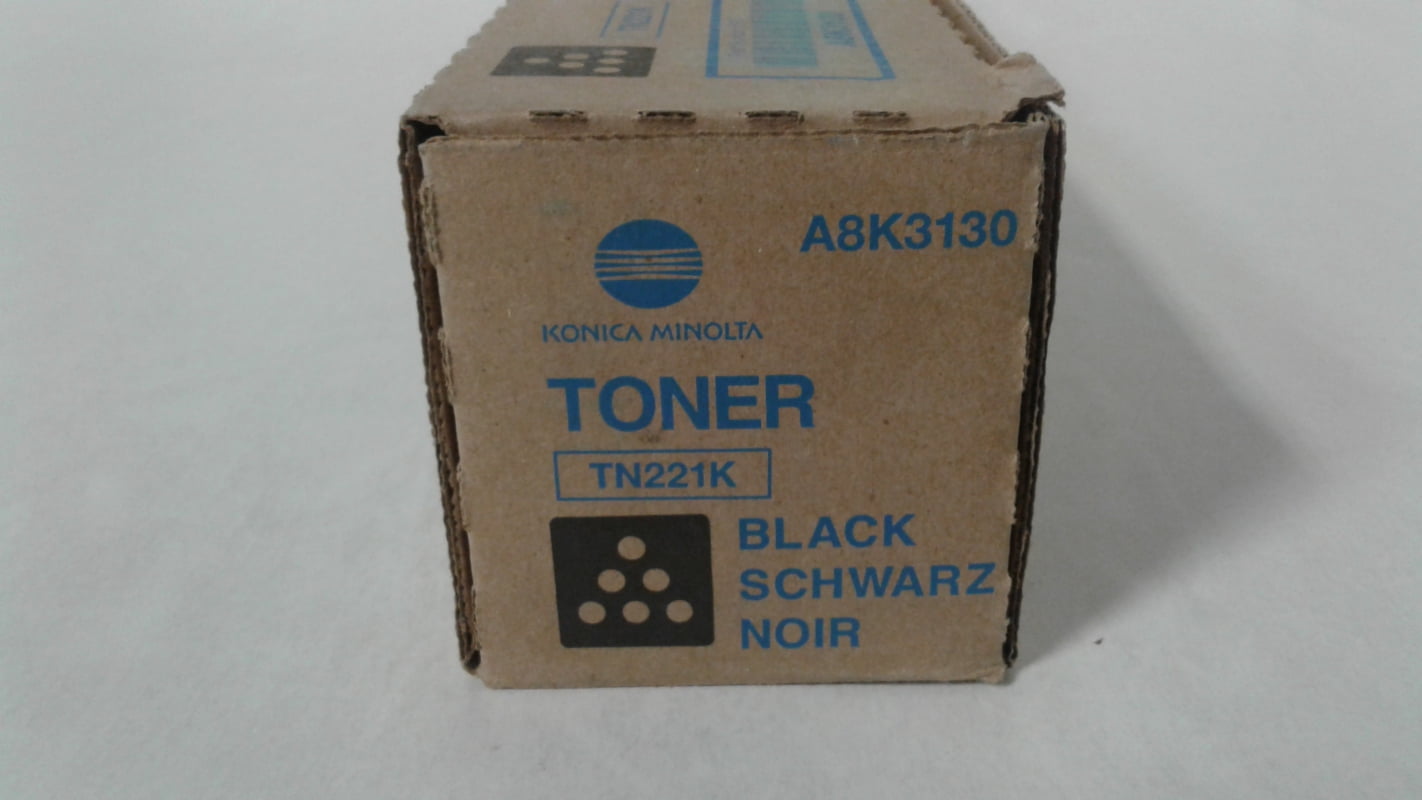 A8K3130
KONICA MINOLTA
TONER
TN221K
BLACK
SCHWARZ
NOIR